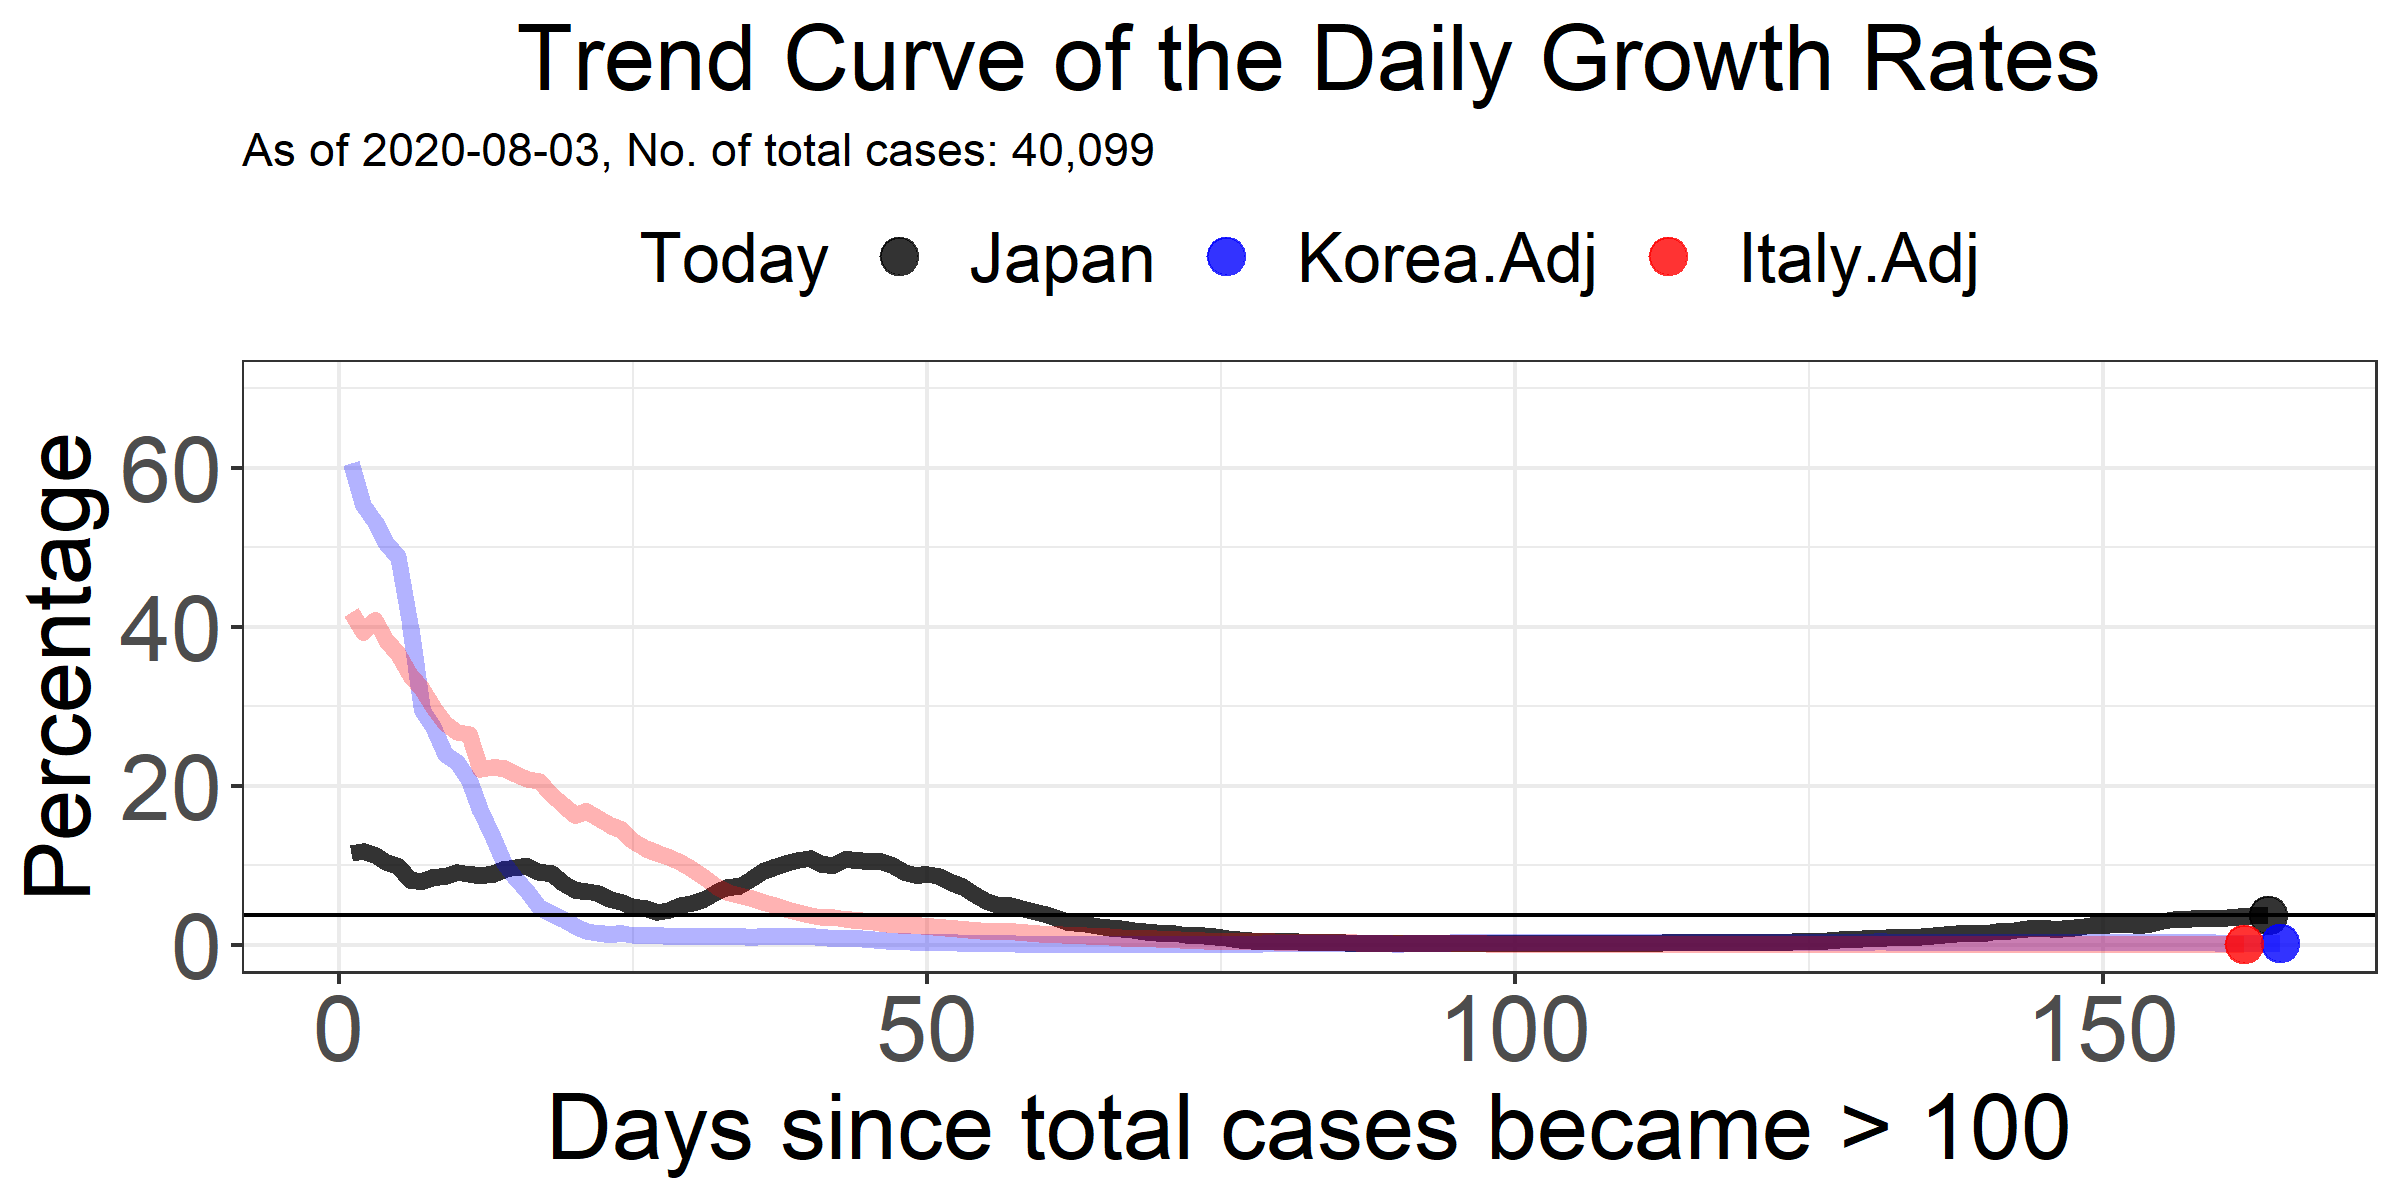 Trend Curve of the Daily Growth Rates
As of 2020-08-03, No. of total cases: 40,099
Today Japan Korea.Adj Italy.Adj
Percentage
60
40
20
0
0 50 100 150
Days since total cases became > 100